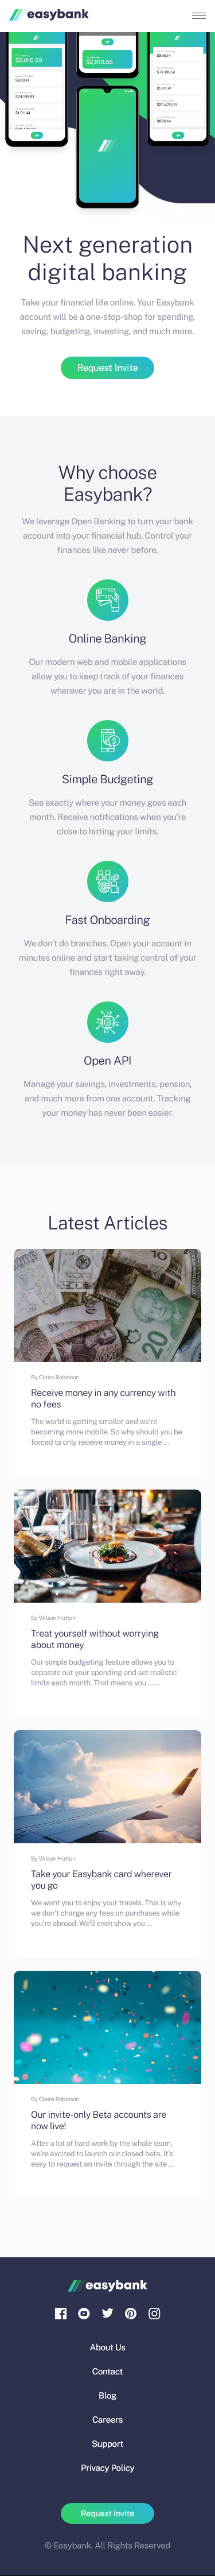 easybank
$2,810.55
$2,810.55
Next generation
digital banking
Take your financial life online. Your Easybank
account will be a one-stop-shop for spending,
saving, budgeting, investing, and much more.
Request Invite
Why choose
Easybank?
We leverage Open Banking to turn your bank
account into your financial hub. Control your
finances like never before.
Online Banking
Our modern web and mobile applications
allow you to keep track of your finances
wherever you are in the world.
Simple Budgeting
See exactly where your money goes each
month. Receive notifications when you’re
close to hitting your limits.
Fast Onboarding
We don’t do branches. Open your account in
minutes online and start taking control of your
finances right away.
Open API
Manage your savings, investments, pension,
and much more from one account. Tracking
your money has never been easier.
Latest Articles
By Claire Robinson
Receive money in any currency with
no fees
The world is getting smaller and we’re
becoming more mobile. So why should you be
forced to only receive money in a single …
By Wilson Hutton
Treat yourself without worrying
about money
Our simple budgeting feature allows you to
separate out your spending and set realistic
limits each month. That means you ……
By Wilson Hutton
Take your Easybank card wherever
you go
We want you to enjoy your travels. This is why
we don’t charge any fees on purchases while
you’re abroad. We’ll even show you …
By Claire Robinson
Our invite-only Beta accounts are
now live!
After a lot of hard work by the whole team,
we’re excited to launch our closed beta. It’s
easy to request an invite through the site ...
easybank
About Us
Contact
Blog
Careers
Support
Privacy Policy
Request Invite
© Easybank. All Rights Reserved